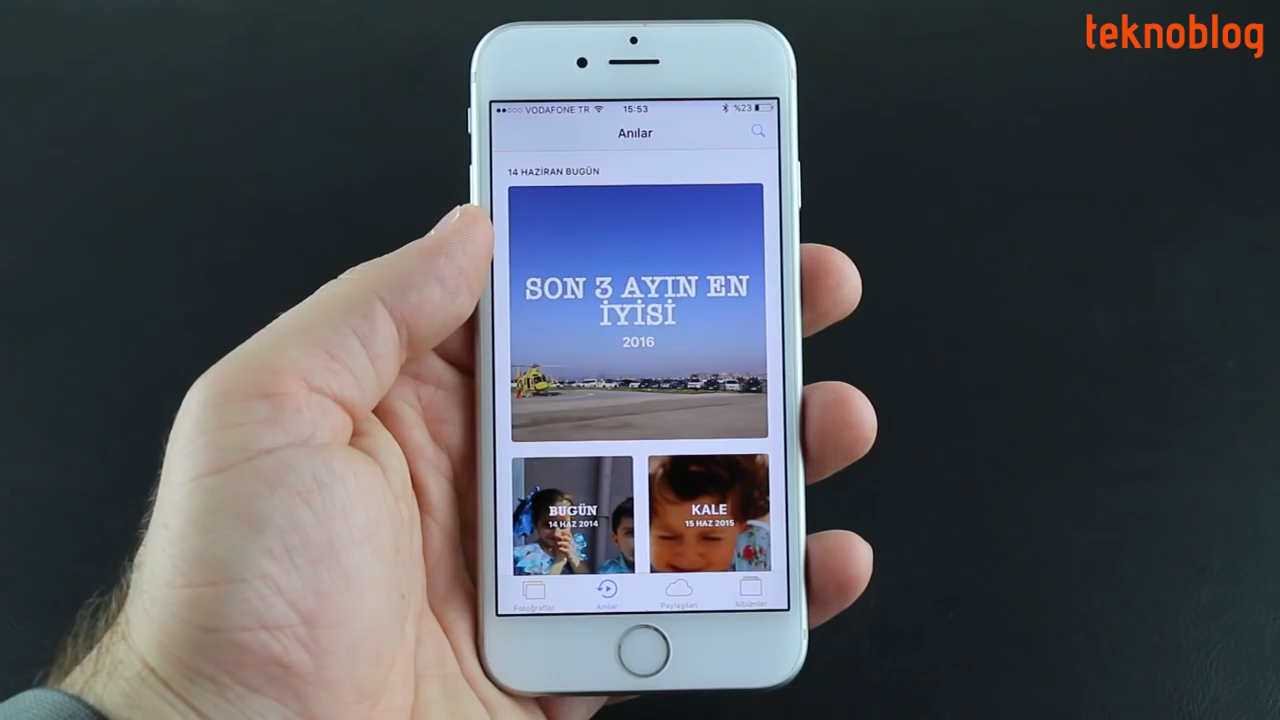 teknoblog
VODAFONE TR 15:53 %23
Anılar
14 HAZİRAN BUGÜN
SON 3 AYIN EN
İYİSİ
2016
BUGÜN
14 HAZ 2014
KALE
15 HAZ 2015
Fotoğraflar Anılar Paylaşılan Albümler